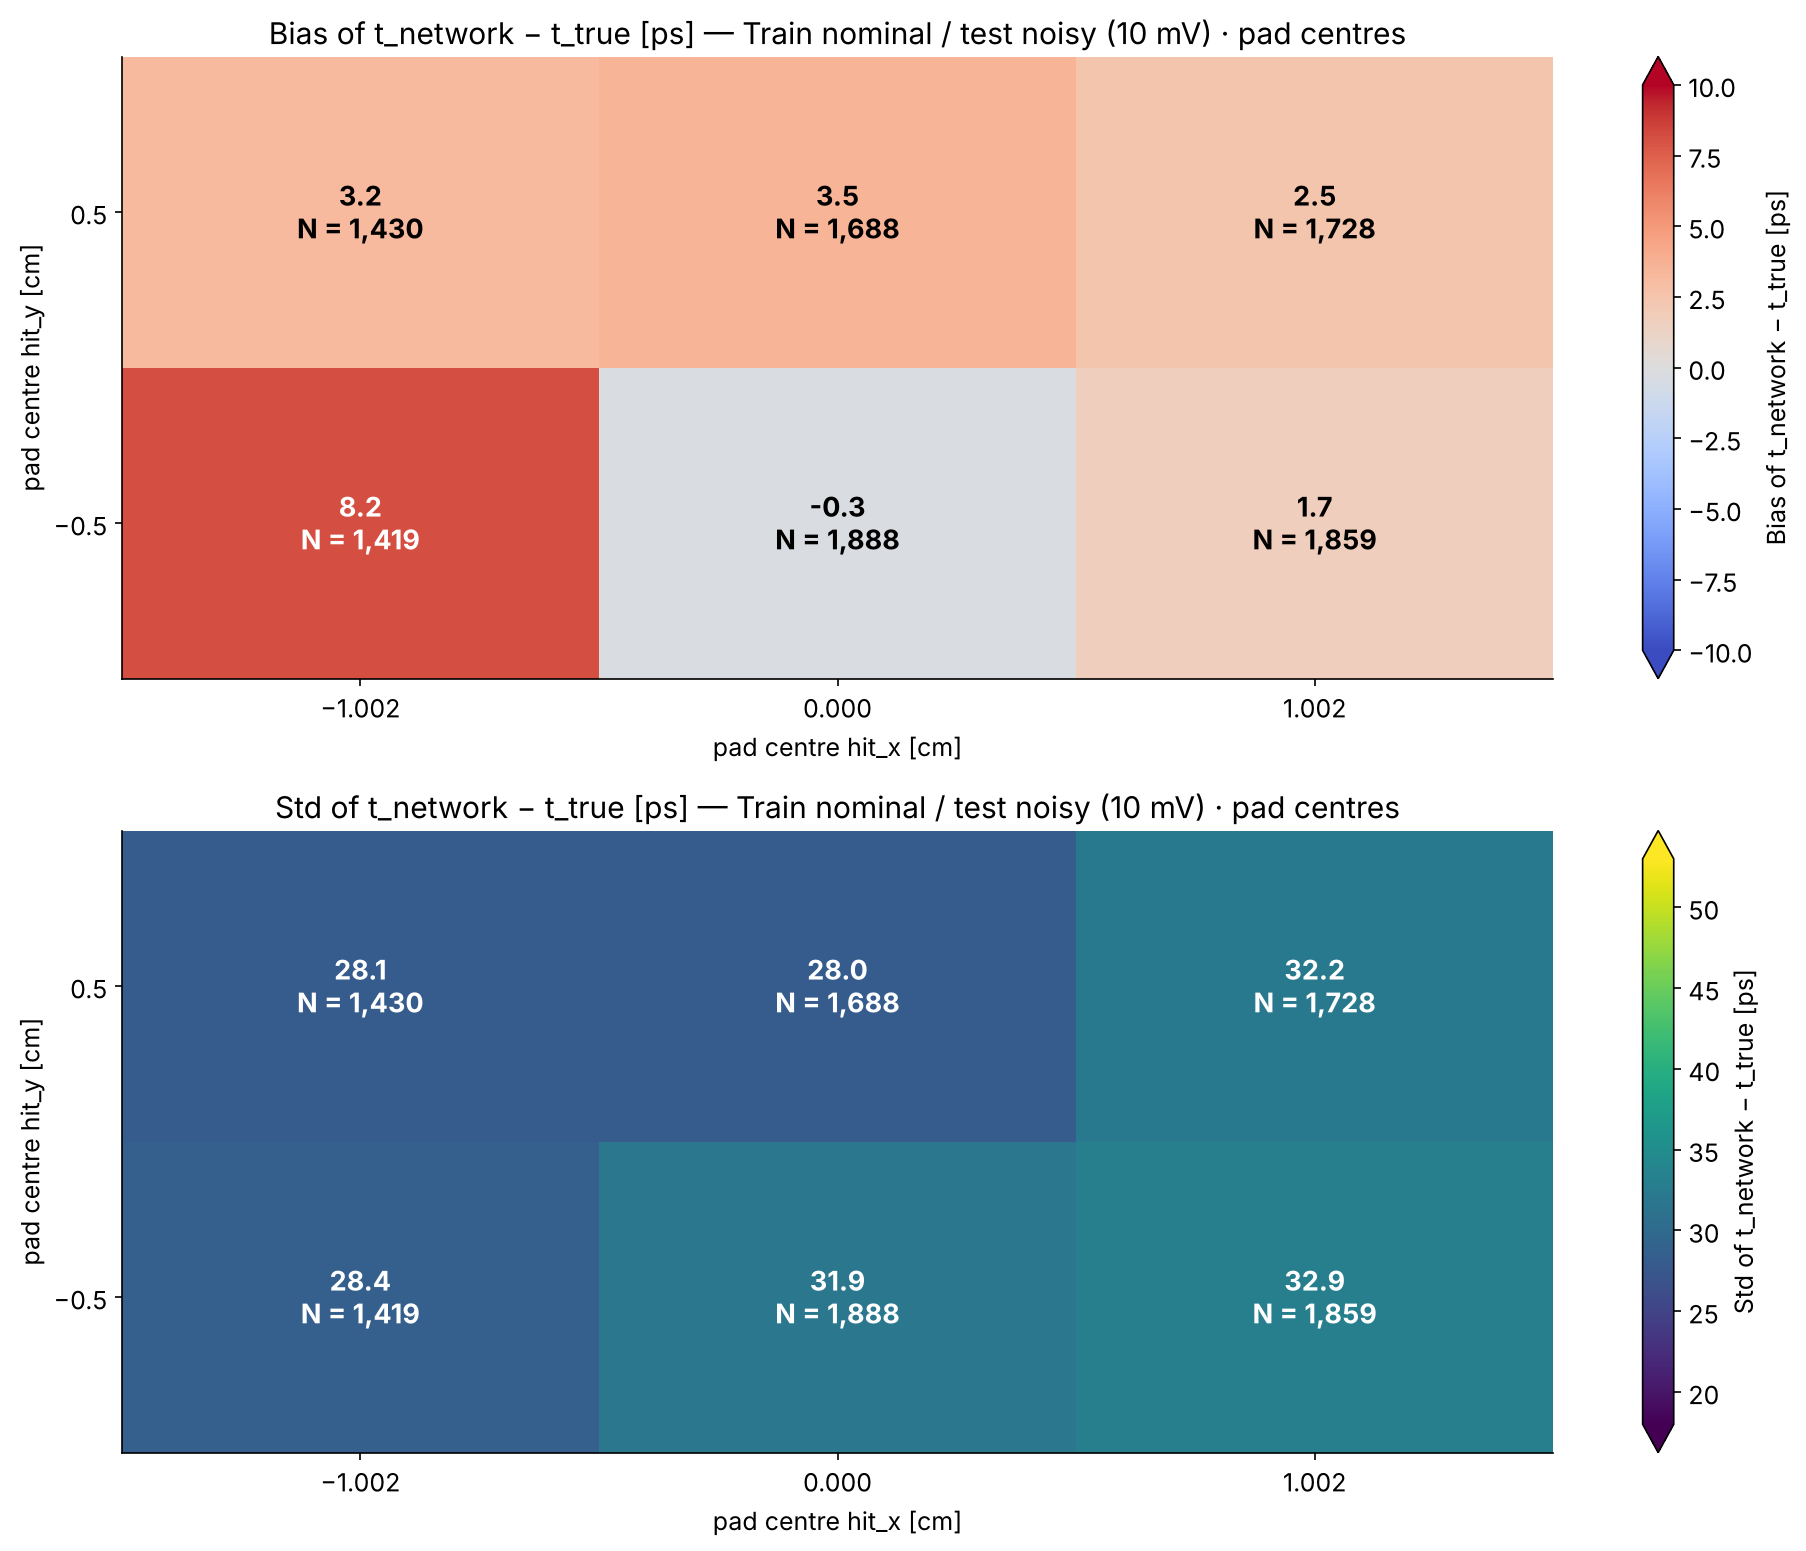 Bias of t_network − t_true [ps] — Train nominal / test noisy (10 mV) · pad centres
pad centre hit_y [cm]
0.5
−0.5
3.2
N = 1,430
3.5
N = 1,688
2.5
N = 1,728
8.2
N = 1,419
-0.3
N = 1,888
1.7
N = 1,859
−1.002
0.000
1.002
pad centre hit_x [cm]
10.0
7.5
5.0
2.5
0.0
−2.5
−5.0
−7.5
−10.0
Bias of t_network − t_true [ps]
Std of t_network − t_true [ps] — Train nominal / test noisy (10 mV) · pad centres
pad centre hit_y [cm]
0.5
−0.5
28.1
N = 1,430
28.0
N = 1,688
32.2
N = 1,728
28.4
N = 1,419
31.9
N = 1,888
32.9
N = 1,859
−1.002
0.000
1.002
pad centre hit_x [cm]
50
45
40
35
30
25
20
Std of t_network − t_true [ps]